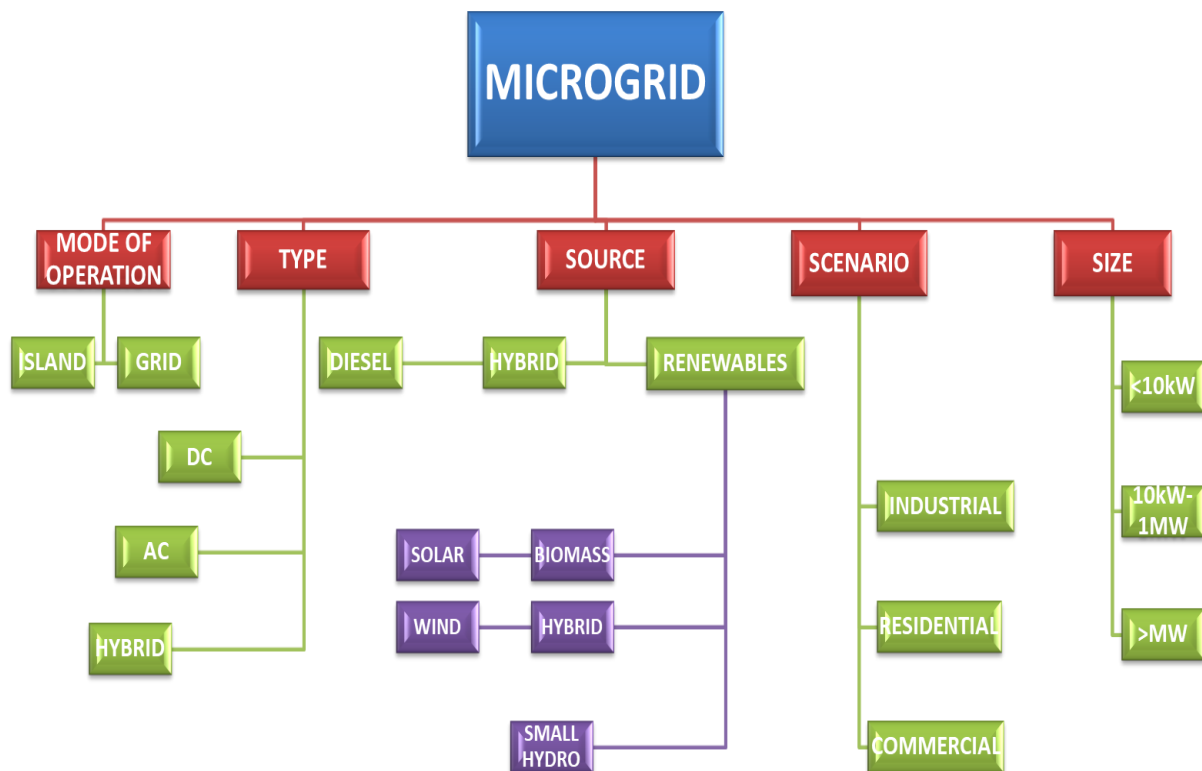 MICROGRID
MODE OF
OPERATION
TYPE
SOURCE
SCENARIO
SIZE
ISLAND
GRID
DIESEL
HYBRID
RENEWABLES
<10kW
DC
INDUSTRIAL
10kW-
1MW
AC
SOLAR
BIOMASS
WIND
HYBRID
RESIDENTIAL
>MW
HYBRID
SMALL
HYDRO
COMMERCIAL